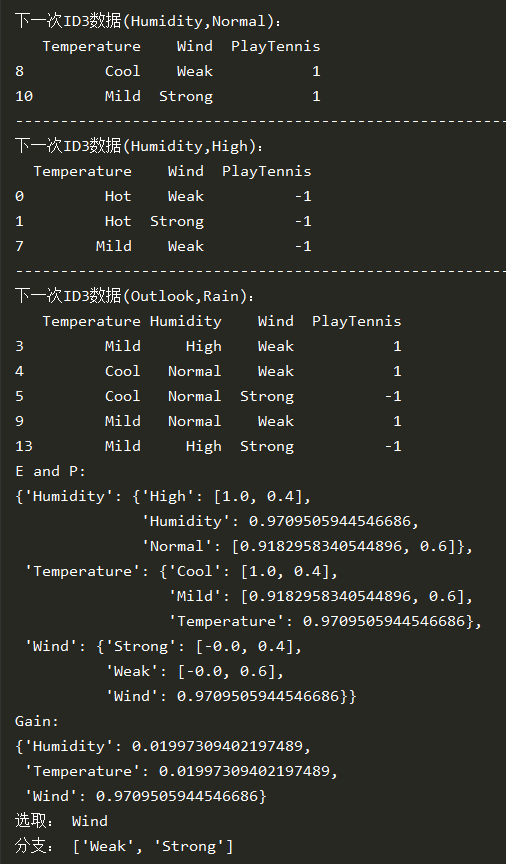 下一次ID3数据(Humidity,Normal):
   Temperature    Wind  PlayTennis
8         Cool    Weak           1
10        Mild  Strong           1
------------------------------------------------------
下一次ID3数据(Humidity,High):
  Temperature    Wind  PlayTennis
0         Hot    Weak          -1
1         Hot  Strong          -1
7        Mild    Weak          -1
------------------------------------------------------
下一次ID3数据(Outlook,Rain):
   Temperature Humidity    Wind  PlayTennis
3         Mild     High    Weak           1
4         Cool   Normal    Weak           1
5         Cool   Normal  Strong          -1
9         Mild   Normal    Weak           1
13        Mild     High  Strong          -1
E and P:
{'Humidity': {'High': [1.0, 0.4],
              'Humidity': 0.9709505944546686,
              'Normal': [0.9182958340544896, 0.6]},
 'Temperature': {'Cool': [1.0, 0.4],
                 'Mild': [0.9182958340544896, 0.6],
                 'Temperature': 0.9709505944546686},
 'Wind': {'Strong': [-0.0, 0.4],
          'Weak': [-0.0, 0.6],
          'Wind': 0.9709505944546686}}
Gain:
{'Humidity': 0.01997309402197489,
 'Temperature': 0.01997309402197489,
 'Wind': 0.9709505944546686}
选取: Wind
分支: ['Weak', 'Strong']